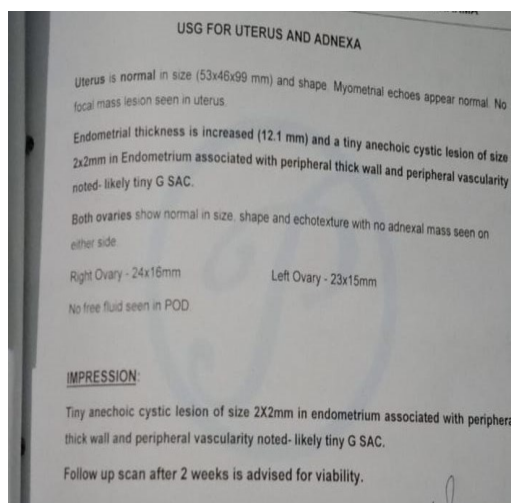 USG FOR UTERUS AND ADNEXA
Uterus is normal in size (53x46x99 mm) and shape. Myometrial echoes appear normal. No
focal mass lesion seen in uterus.
Endometrial thickness is increased (12.1 mm) and a tiny anechoic cystic lesion of size
2x2mm in Endometrium associated with peripheral thick wall and peripheral vascularity
noted- likely tiny G SAC.
Both ovaries show normal in size, shape and echotexture with no adnexal mass seen on
either side.
Right Ovary - 24x16mm Left Ovary - 23x15mm
No free fluid seen in POD.
IMPRESSION:
Tiny anechoic cystic lesion of size 2X2mm in endometrium associated with periphera
thick wall and peripheral vascularity noted- likely tiny G SAC.
Follow up scan after 2 weeks is advised for viability.